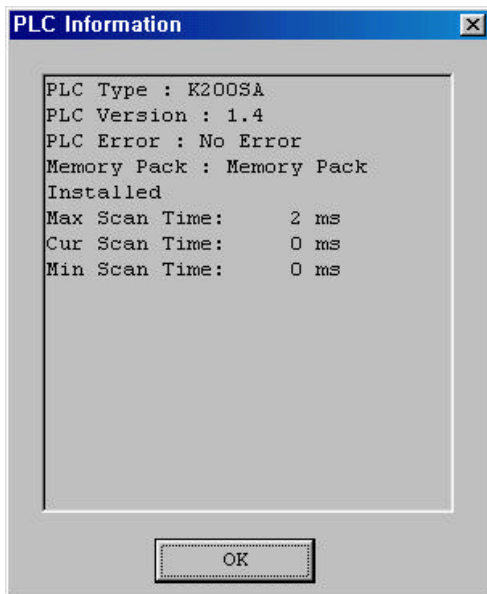 PLC Information
PLC Type : K200SA
PLC Version : 1.4
PLC Error : No Error
Memory Pack : Memory Pack
Installed
Max Scan Time: 2 ms
Cur Scan Time: 0 ms
Min Scan Time: 0 ms
OK